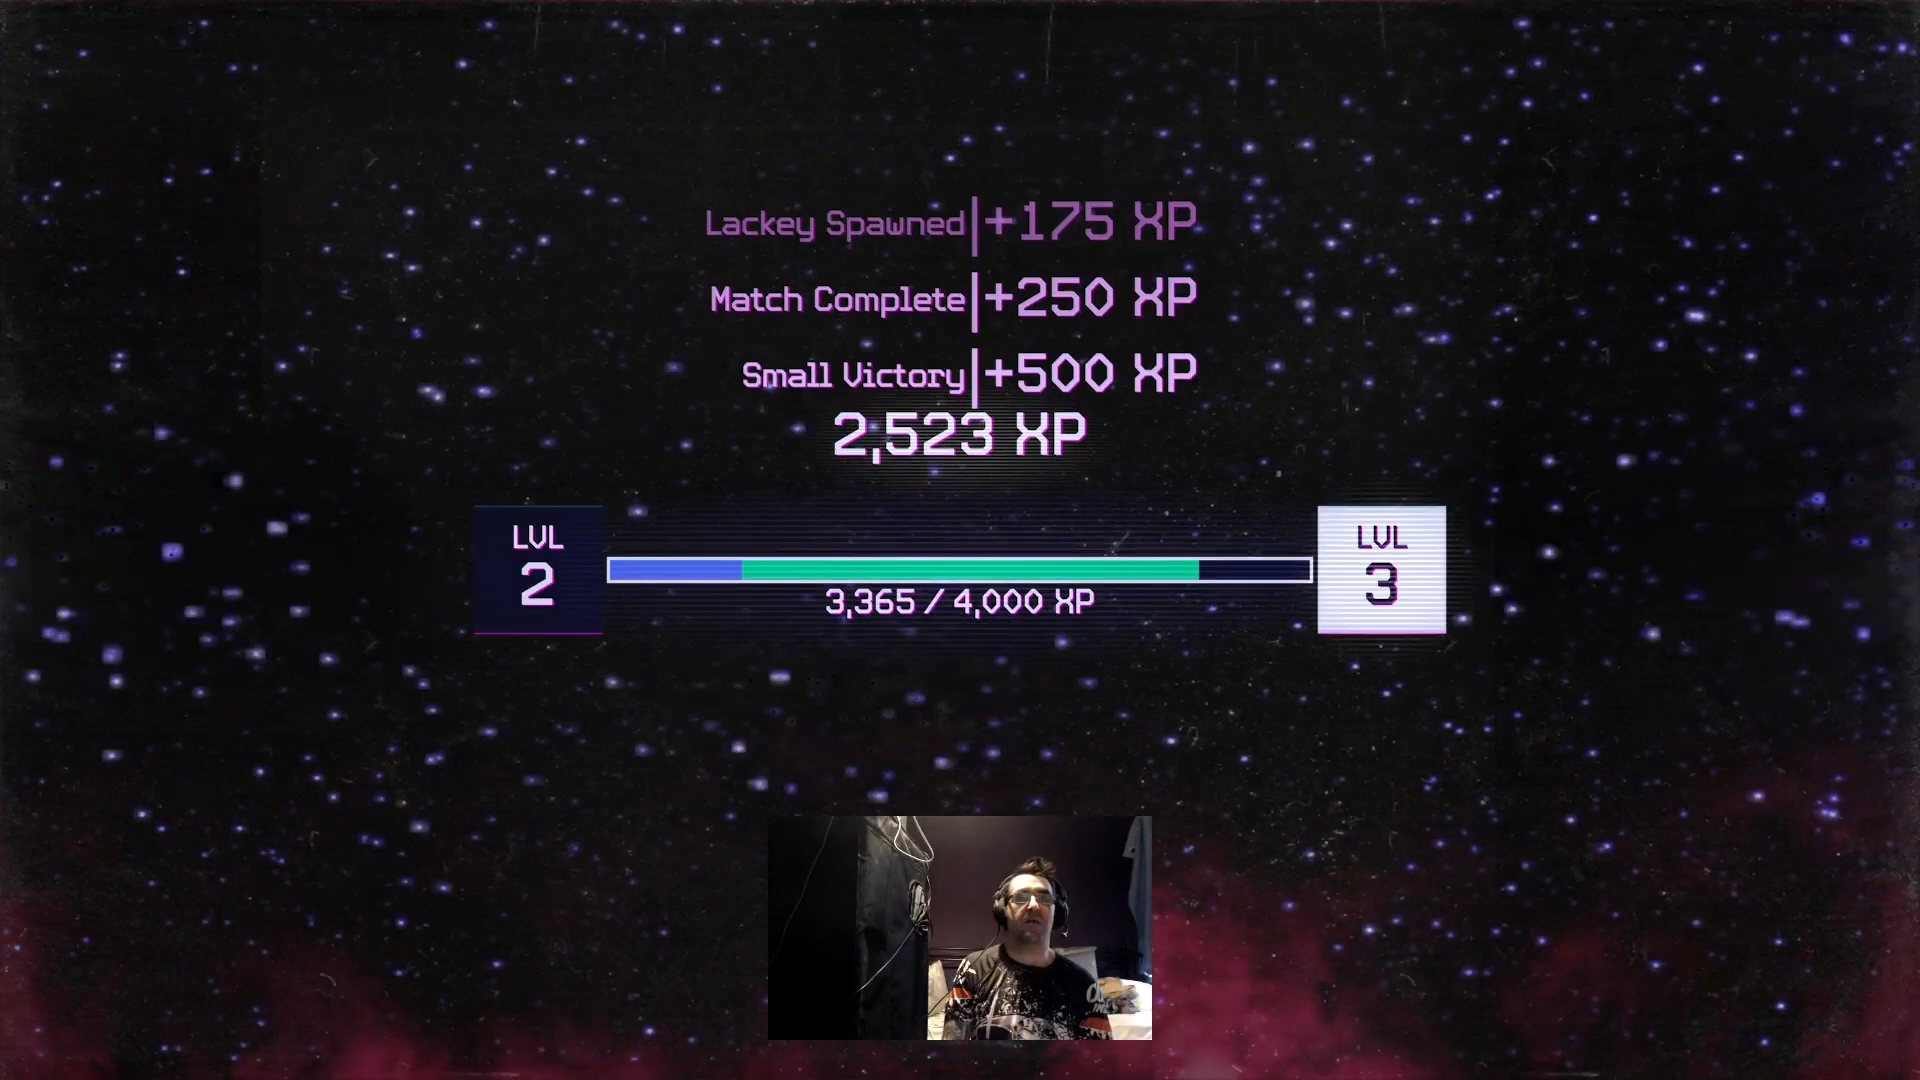 Lackey Spawned +175 XP
Match Complete +250 XP
Small Victory +500 XP
2,523 XP
LVL
2
LVL
3
3,365 / 4,000 XP